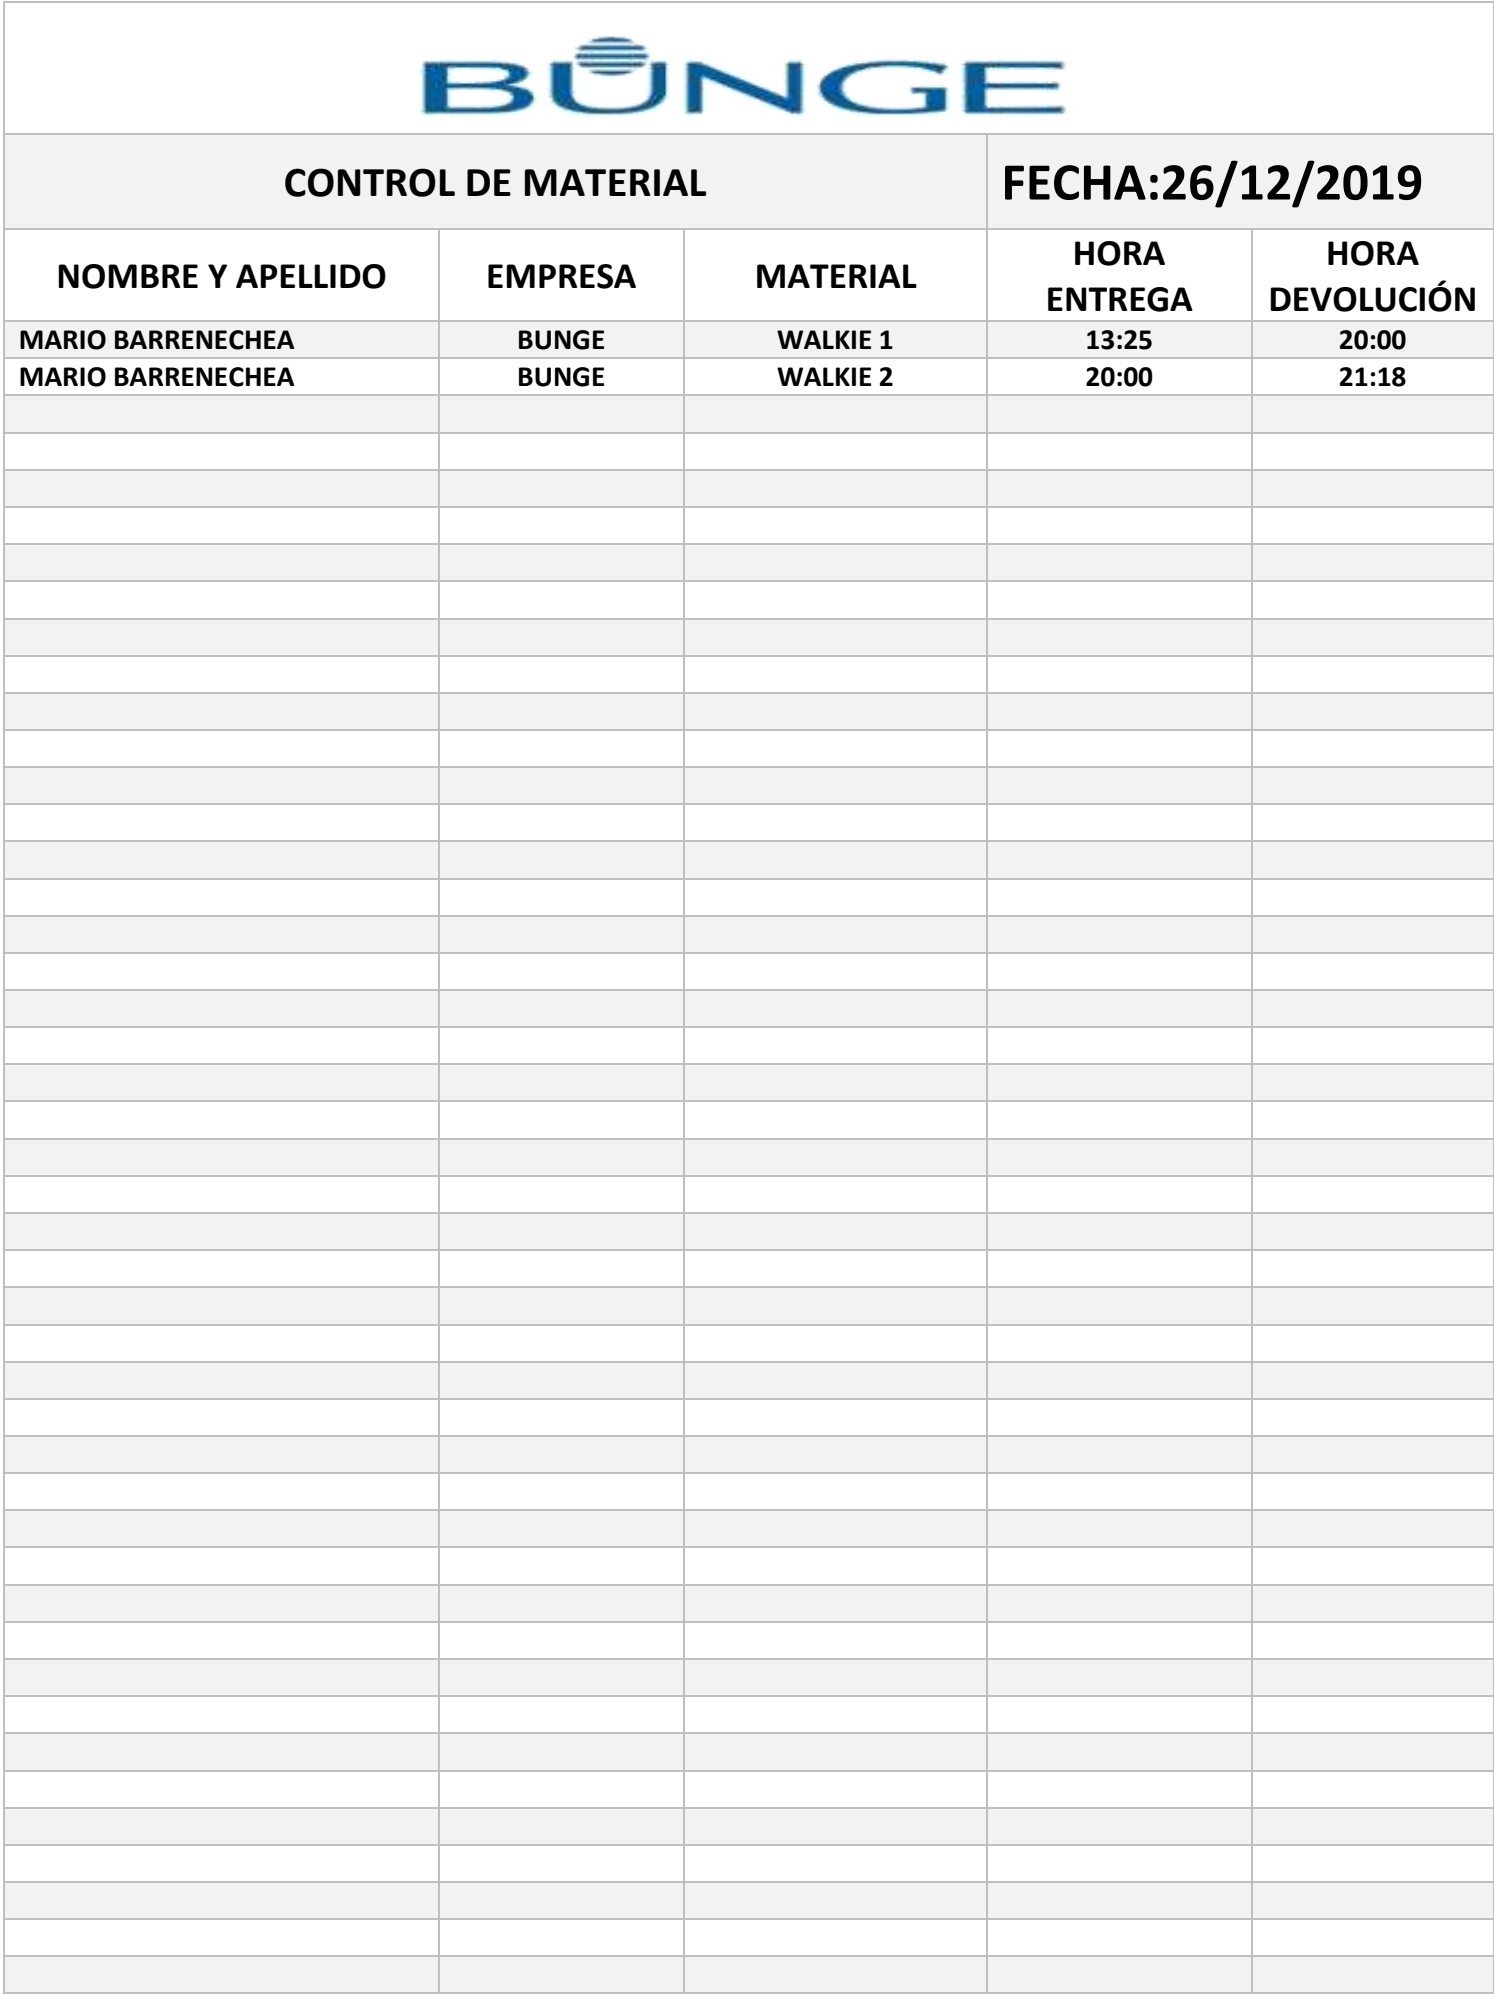 BUNGE
CONTROL DE MATERIAL FECHA:26/12/2019
NOMBRE Y APELLIDO EMPRESA MATERIAL HORA ENTREGA HORA DEVOLUCIÓN
MARIO BARRENECHEA BUNGE WALKIE 1 13:25 20:00
MARIO BARRENECHEA BUNGE WALKIE 2 20:00 21:18